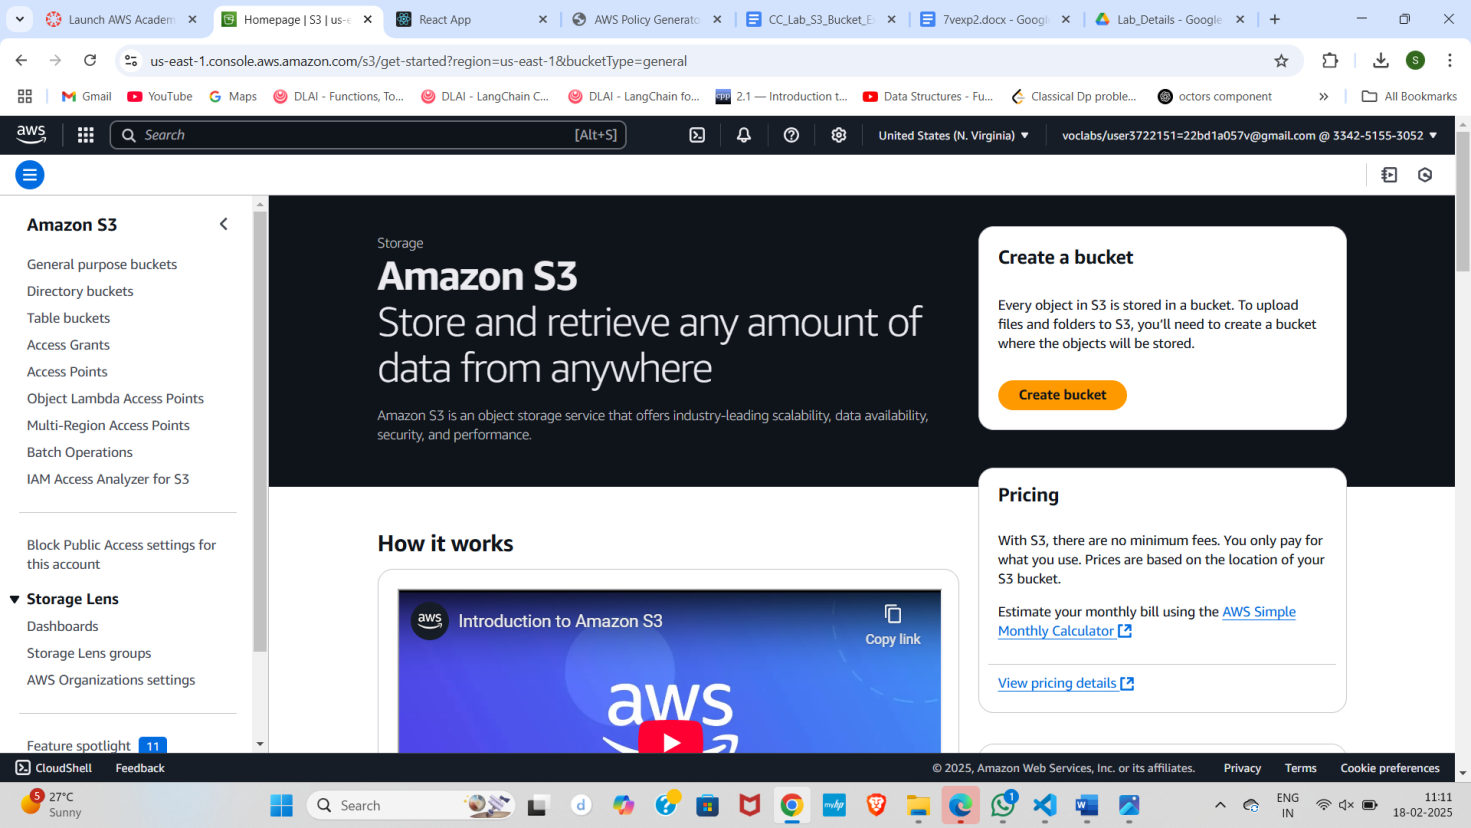 Launch AWS Academ
Homepage | S3 | us-e
React App
AWS Policy Generato
CC_Lab_S3_Bucket_E
7vexp2.docx - Googl
Lab_Details - Google
us-east-1.console.aws.amazon.com/s3/get-started?region=us-east-1&bucketType=general
S
Gmail
YouTube
Maps
DLAI - Functions, To...
DLAI - LangChain C...
DLAI - LangChain fo...
2.1 — Introduction t...
Data Structures - Fu...
Classical Dp proble...
octors component
All Bookmarks
aws
Search
[Alt+S]
United States (N. Virginia)
voclabs/user3722151=22bd1a057v@gmail.com @ 3342-5155-3052
Amazon S3
General purpose buckets
Directory buckets
Table buckets
Access Grants
Access Points
Object Lambda Access Points
Multi-Region Access Points
Batch Operations
IAM Access Analyzer for S3
Block Public Access settings for
this account
Storage Lens
Dashboards
Storage Lens groups
AWS Organizations settings
Feature spotlight 11
Storage
Amazon S3
Store and retrieve any amount of
data from anywhere
Amazon S3 is an object storage service that offers industry-leading scalability, data availability,
security, and performance.
How it works
aws
Introduction to Amazon S3
Copy link
aws
Create a bucket
Every object in S3 is stored in a bucket. To upload
files and folders to S3, you'll need to create a bucket
where the objects will be stored.
Create bucket
Pricing
With S3, there are no minimum fees. You only pay for
what you use. Prices are based on the location of your
S3 bucket.
Estimate your monthly bill using the AWS Simple
Monthly Calculator
View pricing details
CloudShell
Feedback
© 2025, Amazon Web Services, Inc. or its affiliates.
Privacy
Terms
Cookie preferences
5
27°C
Sunny
Search
1
ENG
IN
11:11
18-02-2025